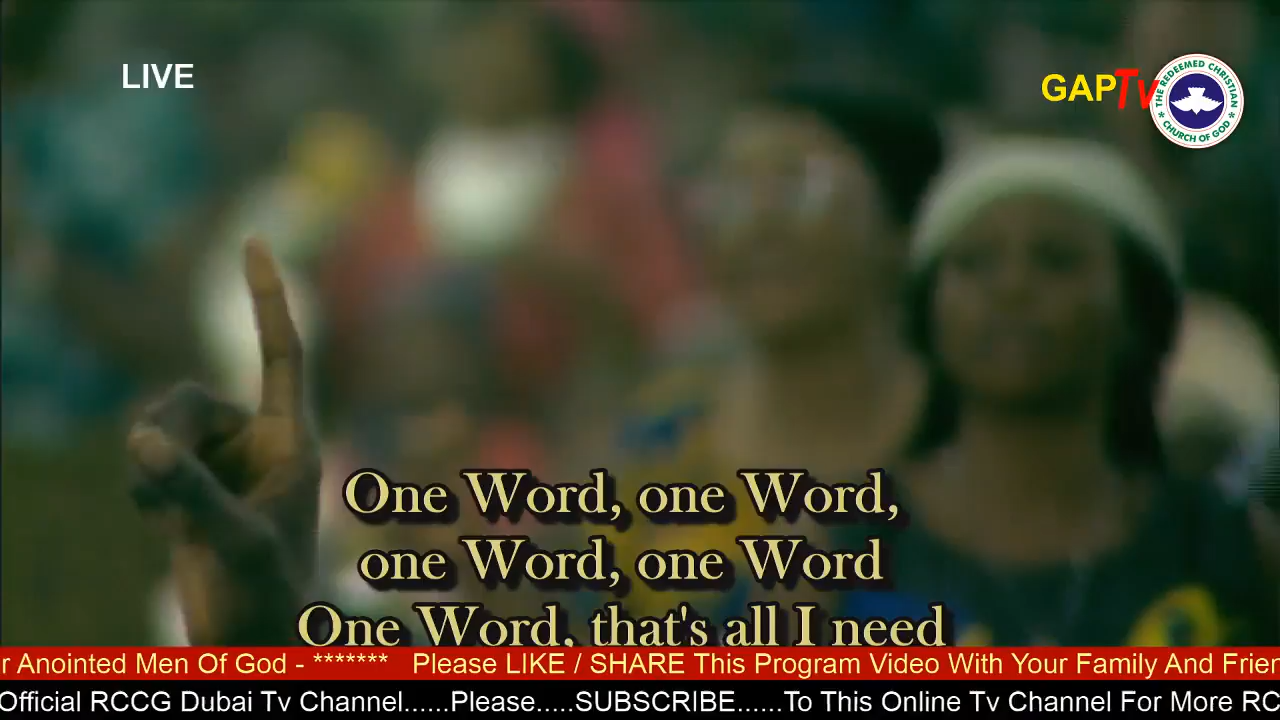 LIVE
GAPTv
THE REDEEMED CHRISTIAN
CHURCH OF GOD
One Word, one Word,
one Word, one Word
One Word, that's all I need
r Anointed Men Of God - ******* Please LIKE / SHARE This Program Video With Your Family And Frien
Official RCCG Dubai Tv Channel......Please.....SUBSCRIBE......To This Online Tv Channel For More RC